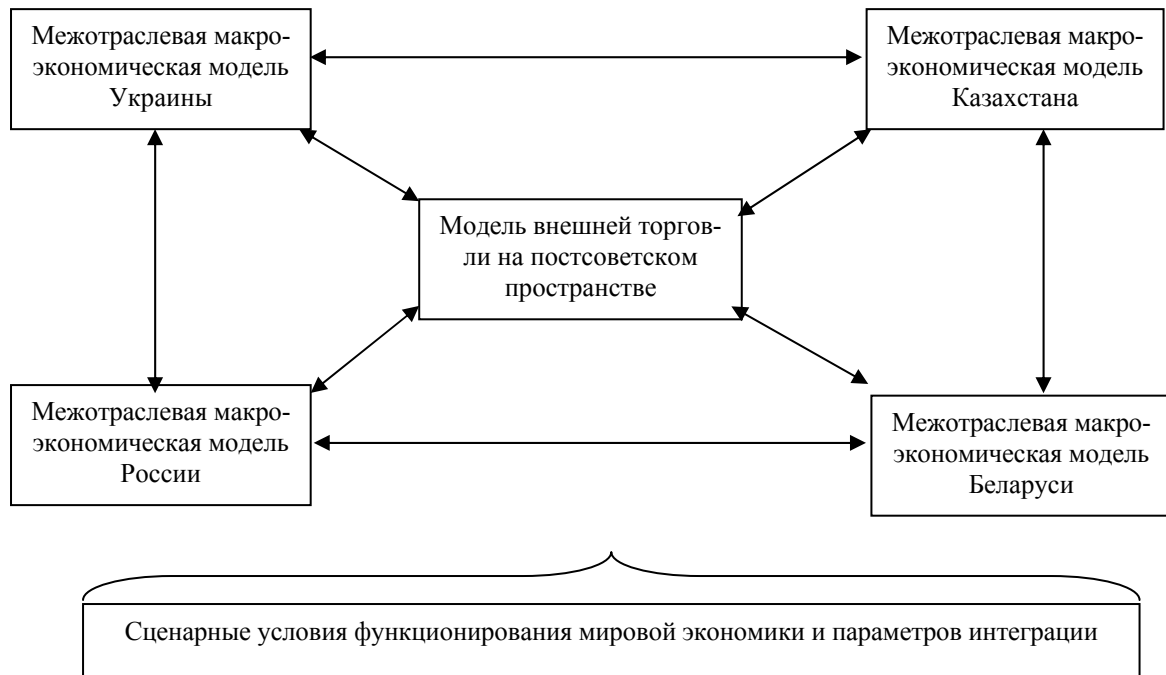 Межотраслевая макро-
экономическая модель
Украины
Межотраслевая макро-
экономическая модель
Казахстана
Модель внешней торгов-
ли на постсоветском
пространстве
Межотраслевая макро-
экономическая модель
России
Межотраслевая макро-
экономическая модель
Беларуси
Сценарные условия функционирования мировой экономики и параметров интеграции